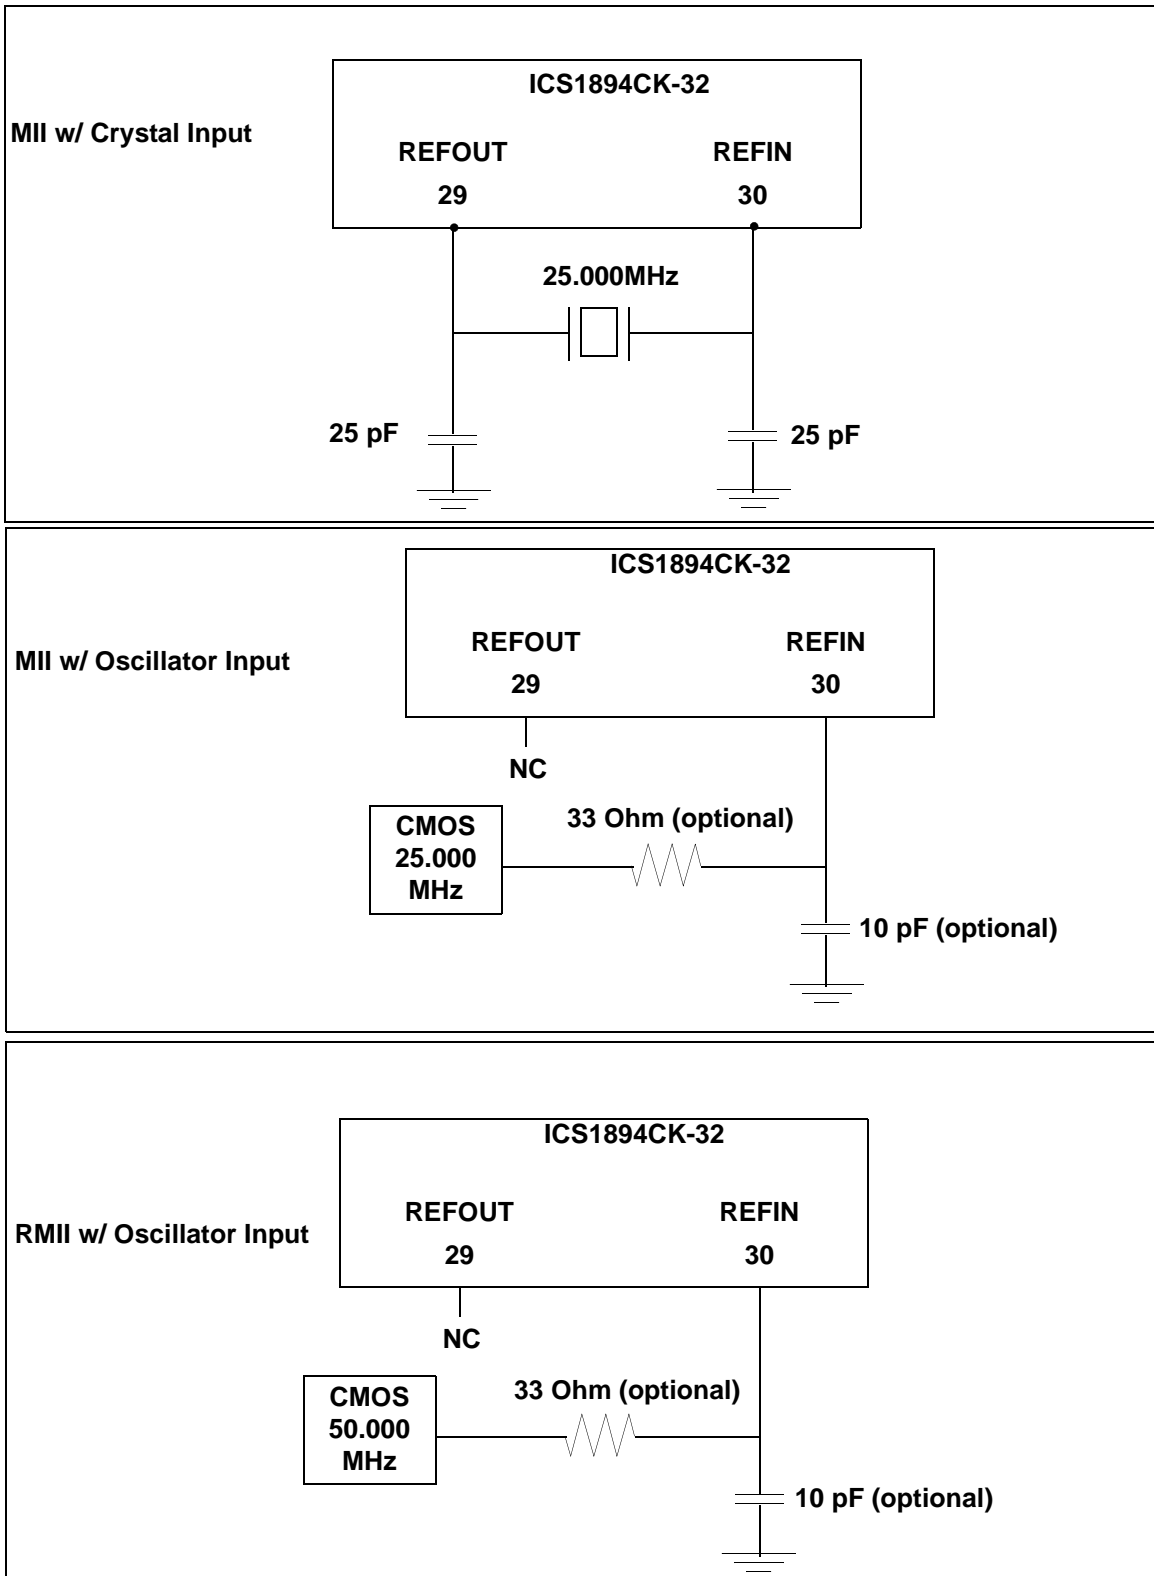 ICS1894CK-32
MII w/ Crystal Input
REFOUT REFIN
29 30
25.000MHz
25 pF 25 pF
ICS1894CK-32
REFOUT REFIN
MII w/ Oscillator Input
29 30
NC
33 Ohm (optional)
CMOS
25.000
MHz
10 pF (optional)
ICS1894CK-32
REFOUT REFIN
RMII w/ Oscillator Input
29 30
NC
33 Ohm (optional)
CMOS
50.000
MHz
10 pF (optional)